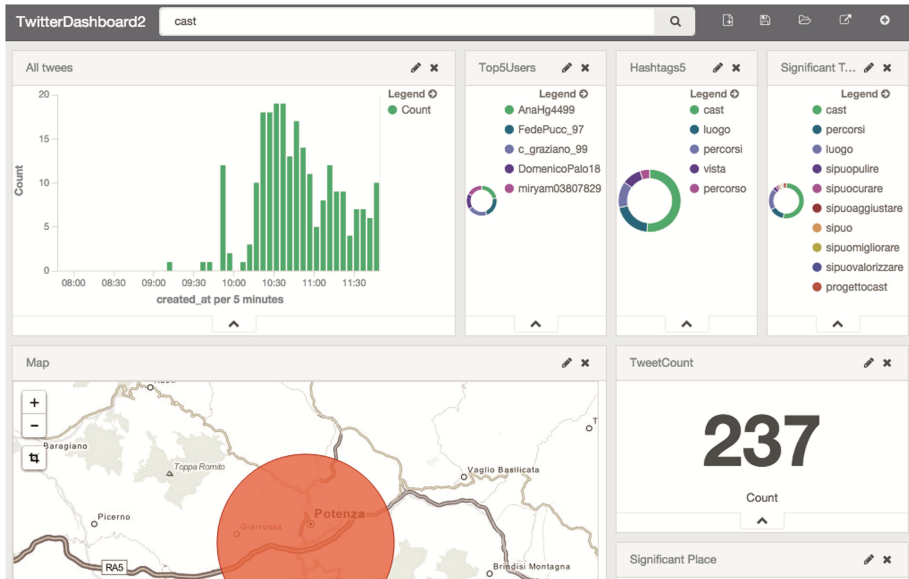 TwitterDashboard2
cast
All twees
Legend
Count
Count
20
15
10
5
0
08:00 08:30 09:00 09:30 10:00 10:30 11:00 11:30
created_at per 5 minutes
Top5Users
Legend
AnaHg4499
FedePucc_97
c_graziano_99
DomenicoPalo18
miryam03807829
Hashtags5
Legend
cast
luogo
percorsi
vista
percorso
Significant T...
Legend
cast
percorsi
luogo
sipuopulire
sipuocurare
sipuoaggiustare
sipuo
sipuomigliorare
sipuovalorizzare
progettocast
Map
+
−
Baragiano
Toppa Romito
Vaglio Basilicata
Picerno
Giarrossa
Potenza
RA5
Brindisi Montagna
TweetCount
237
Count
Significant Place